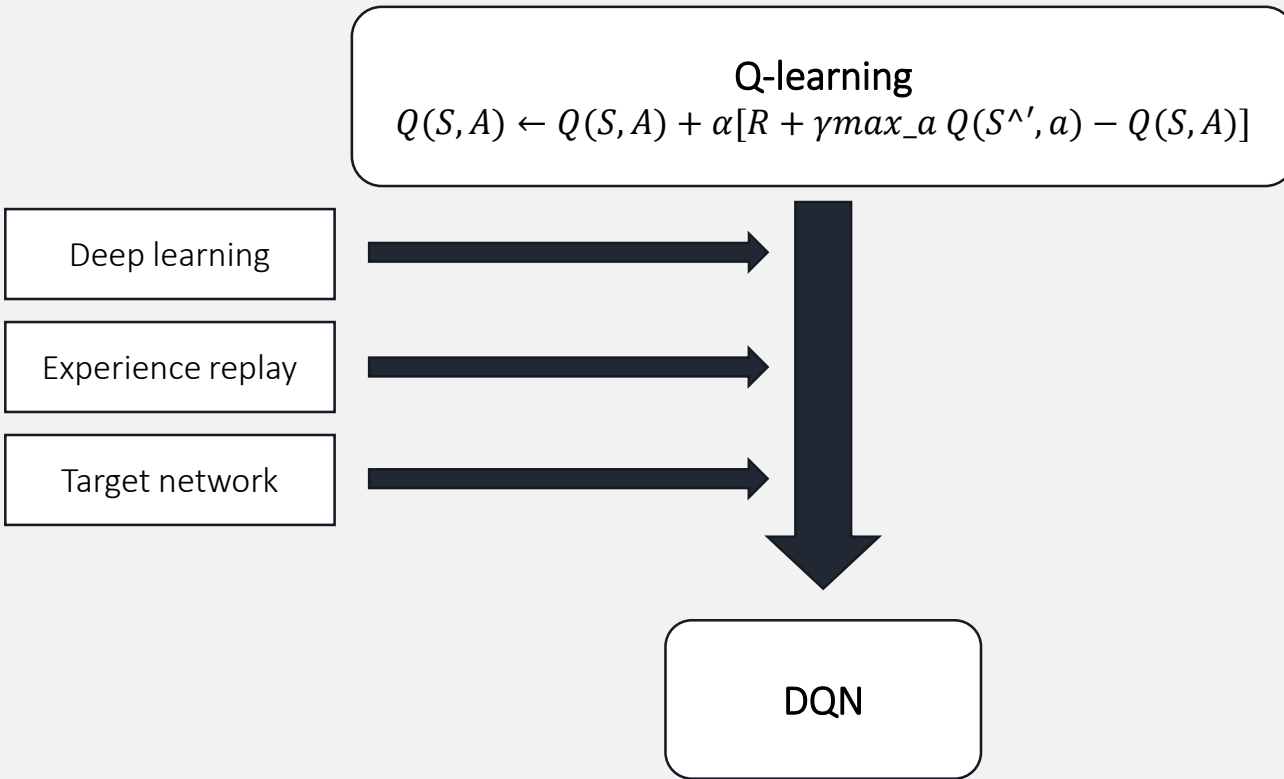 Q-learning
Q(S, A) ← Q(S, A) + α[R + γmax_a Q(S^′, a) − Q(S, A)]
Deep learning
Experience replay
Target network
DQN